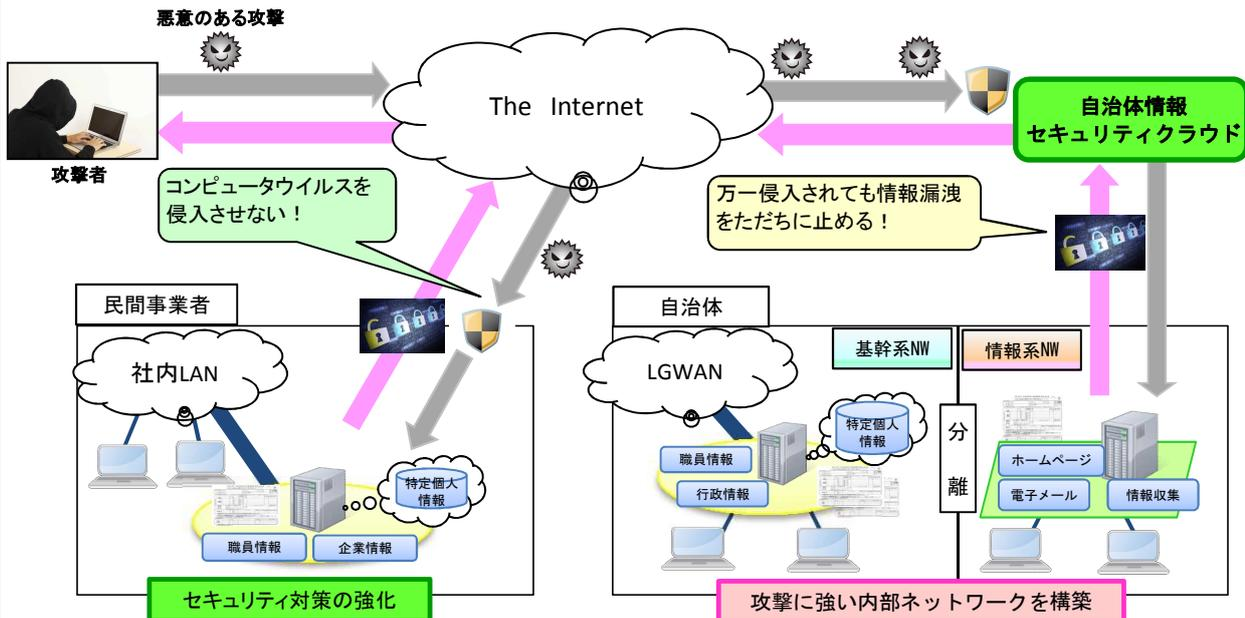 悪意のある攻撃
攻撃者
The Internet
自治体情報
セキュリティクラウド
コンピュータウイルスを
侵入させない！
万一侵入されても情報漏洩
をただちに止める！
民間事業者
社内LAN
特定個人
情報
職員情報
企業情報
セキュリティ対策の強化
自治体
基幹系NW
情報系NW
LGWAN
特定個人
情報
職員情報
行政情報
分
離
ホームページ
電子メール
情報収集
攻撃に強い内部ネットワークを構築